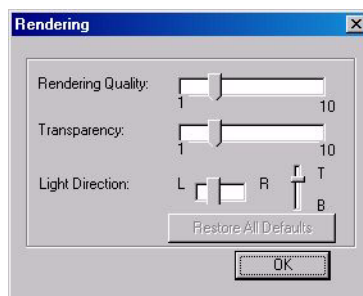 Rendering
Rendering Quality:
1 10
Transparency:
1 10
Light Direction: L R T
B
Restore All Defaults
OK